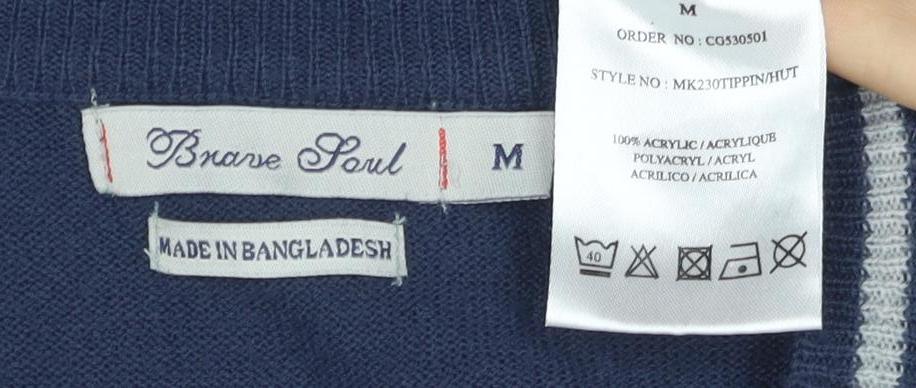 Brave Soul M
MADE IN BANGLADESH
M
ORDER NO : CG530501
STYLE NO : MK230TIPPIN/HUT
100% ACRYLIC / ACRYLIQUE
POLYACRYL / ACRYL
ACRILICO / ACRILICA
40